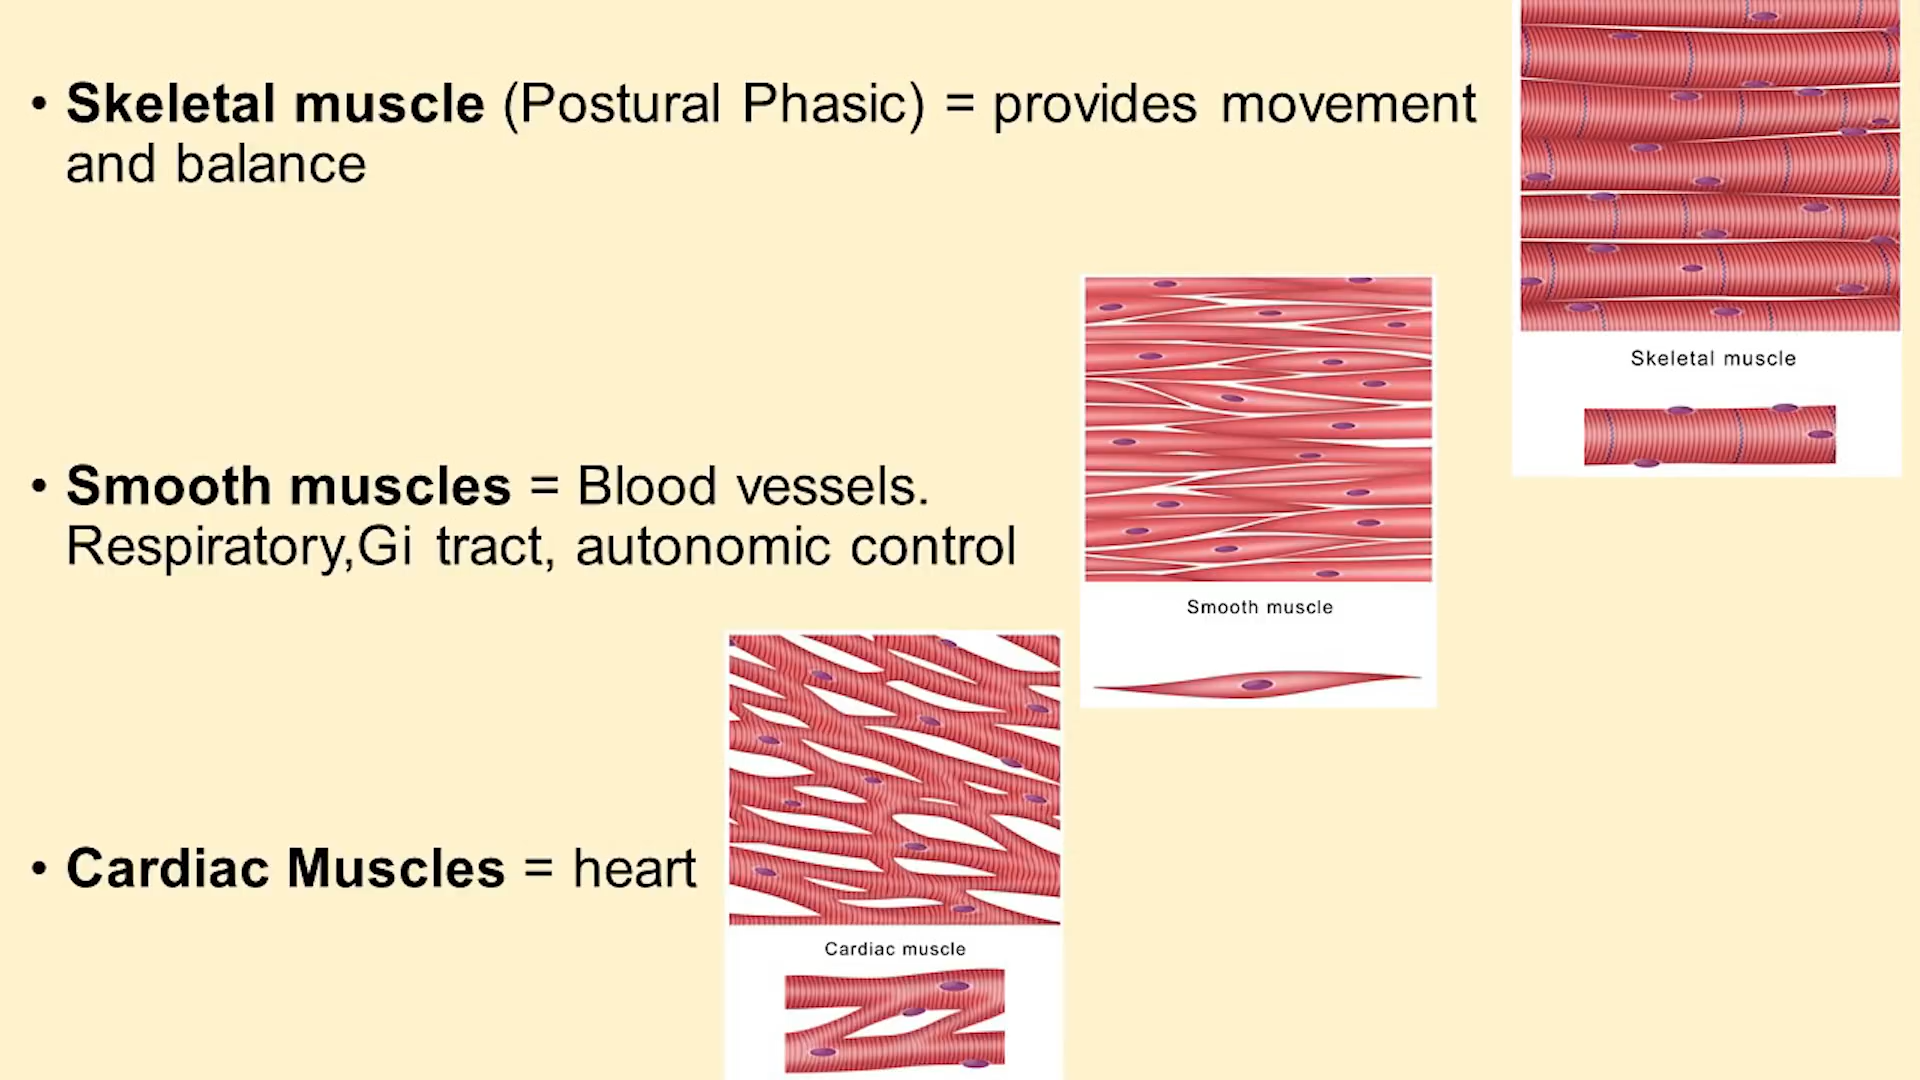 • Skeletal muscle (Postural Phasic) = provides movement
and balance
Skeletal muscle
• Smooth muscles = Blood vessels.
Respiratory,Gi tract, autonomic control
Smooth muscle
• Cardiac Muscles = heart
Cardiac muscle